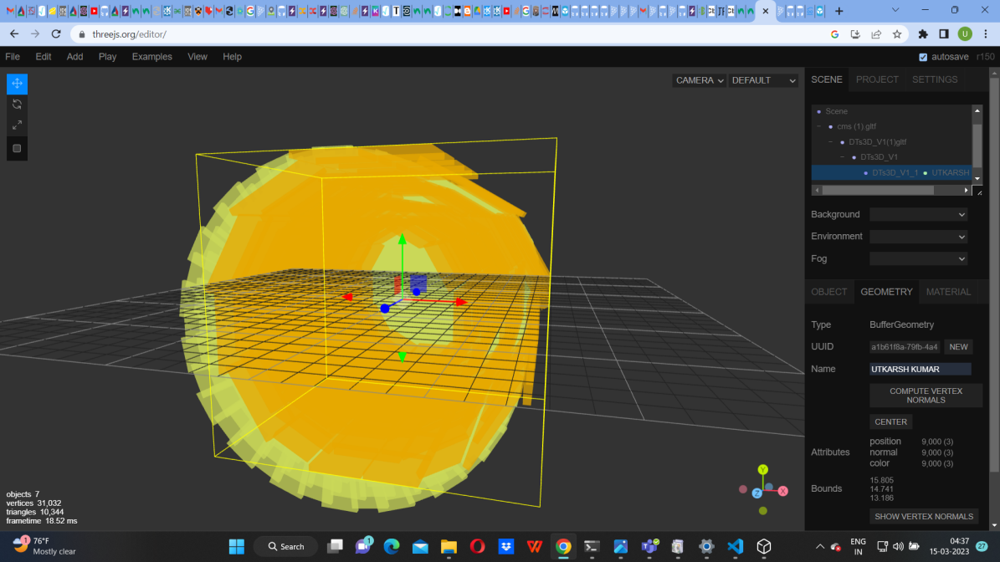 threejs.org/editor/
U
File Edit Add Play Examples View Help
autosave r150
CAMERA DEFAULT
SCENE PROJECT SETTINGS
Scene
cms (1).gltf
DTs3D_V1(1)gltf
DTs3D_V1
DTs3D_V1_1 UTKARSH
Background
Environment
Fog
OBJECT GEOMETRY MATERIAL
Type BufferGeometry
UUID a1b61f8a-79fb-4a4 NEW
Name UTKARSH KUMAR
COMPUTE VERTEX
NORMALS
CENTER
Attributes
position 9,000 (3)
normal 9,000 (3)
color 9,000 (3)
Bounds
15.805
14.741
13.186
SHOW VERTEX NORMALS
Y
Z X
objects 7
vertices 31,032
triangles 10,344
frametime 18.52 ms
1
76°F
Mostly clear
Search
1
ENG
IN
04:37
15-03-2023
27